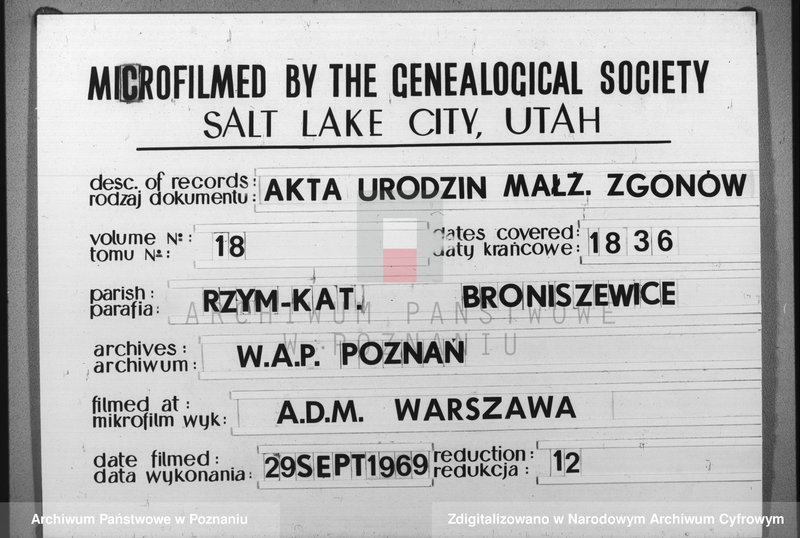 MICROFILMED BY THE GENEALOGICAL SOCIETY
SALT LAKE CITY, UTAH
desc. of records: AKTA URODZIN MAŁŻ. ZGONÓW
rodzaj dokumentu:
volume №: 18 dates covered: 1836
tomu №: daty krańcowe:
parish: RZYM-KAT. BRONISZEWICE
parafia:
ARCHIWUM PAŃSTWOWE
W POZNANIU
archives: W.A.P. POZNAŃ
archiwum:
filmed at: A.D.M. WARSZAWA
mikrofilm wyk:
date filmed: 29SEPT1969 reduction: 12
data wykonania: redukcja:
Archiwum Państwowe w Poznaniu Zdigitalizowano w Narodowym Archiwum Cyfrowym